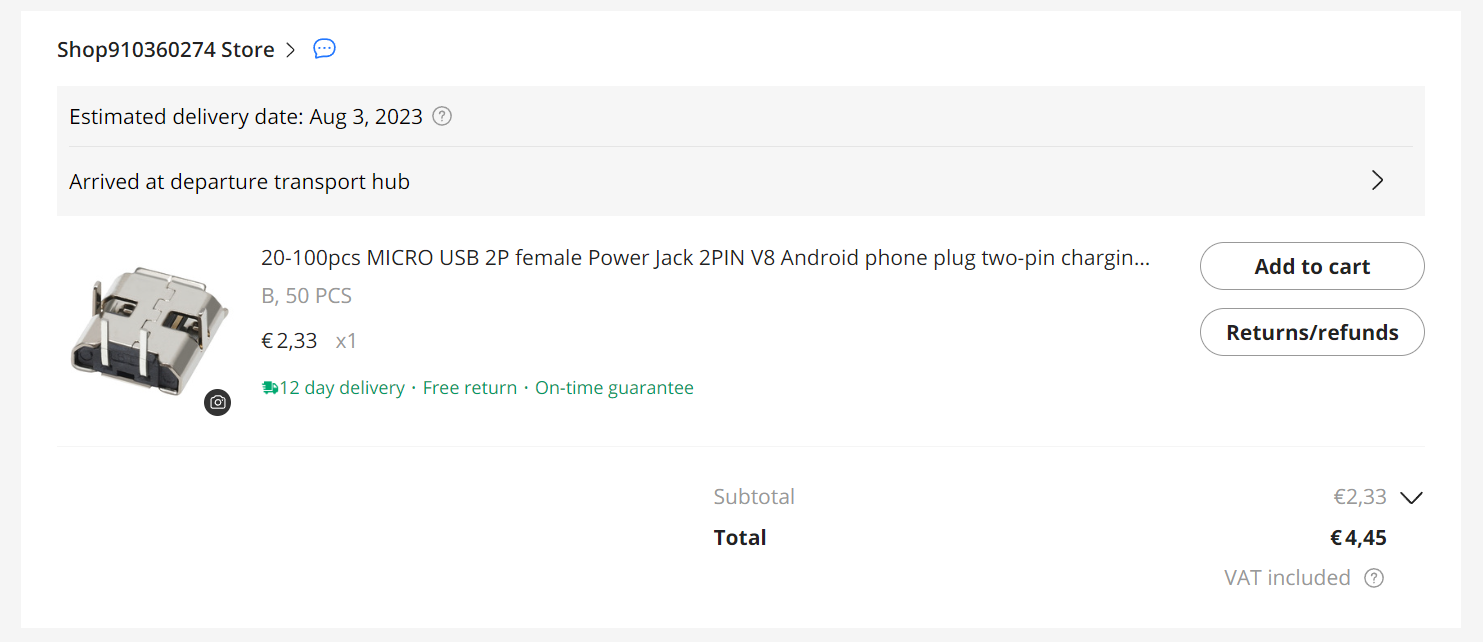 Shop910360274 Store
Estimated delivery date: Aug 3, 2023
Arrived at departure transport hub
20-100pcs MICRO USB 2P female Power Jack 2PIN V8 Android phone plug two-pin chargin...
Add to cart
B, 50 PCS
Returns/refunds
€2,33 x1
12 day delivery · Free return · On-time guarantee
Subtotal €2,33
Total €4,45
VAT included